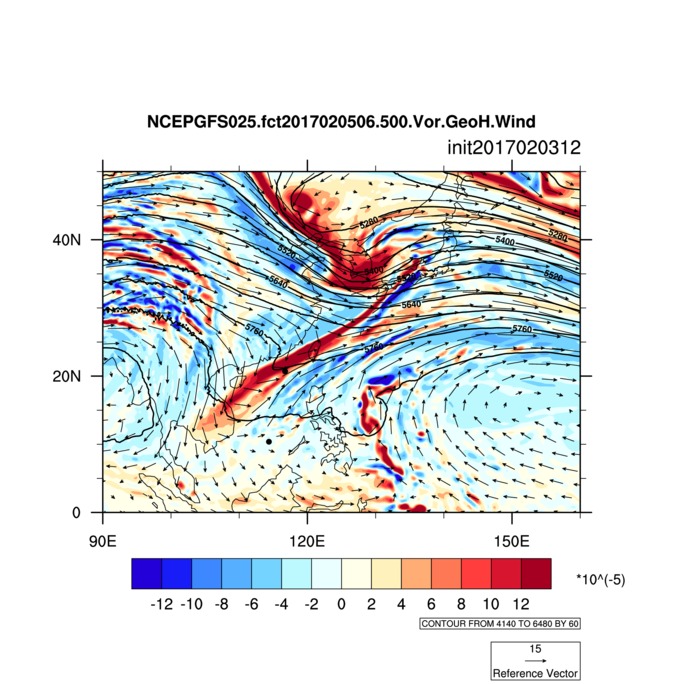 NCEPGFS025.fct2017020506.500.Vor.GeoH.Wind
init2017020312
40N
20N
0
90E 120E 150E
5280
5400
5280
5520
5400
5520
5520
5640
5640
5760
5760
5760
-12 -10 -8 -6 -4 -2 0 2 4 6 8 10 12
*10^(-5)
CONTOUR FROM 4140 TO 6480 BY 60
15
Reference Vector